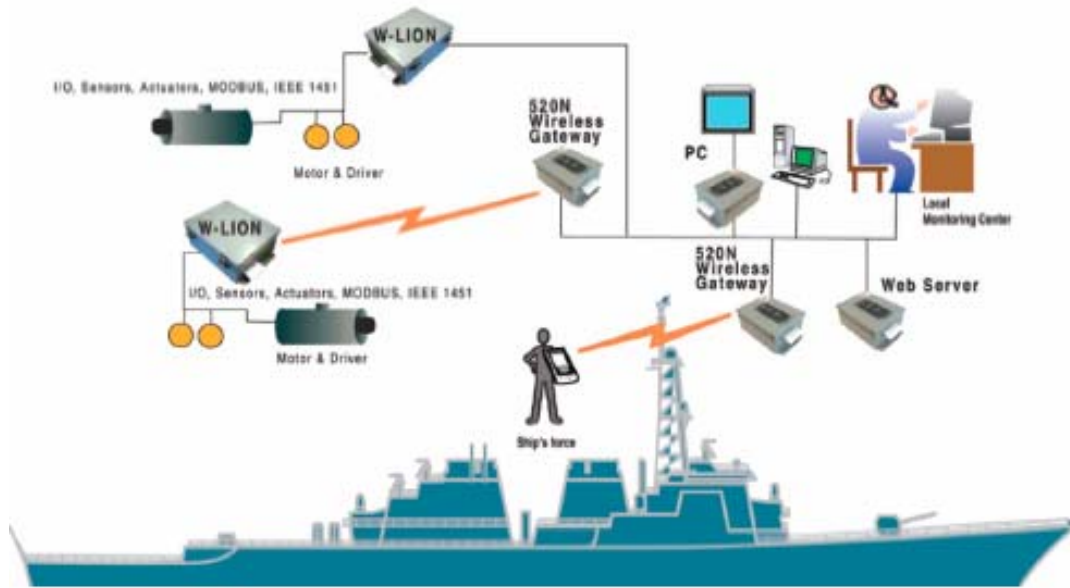 W-LION
I/O, Sensors, Actuators, MODBUS, IEEE 1451
Motor & Driver
520N
Wireless
Gateway
PC
Local
Monitoring Center
W-LION
I/O, Sensors, Actuators, MODBUS, IEEE 1451
Motor & Driver
520N
Wireless
Gateway
Web Server
Ship's force